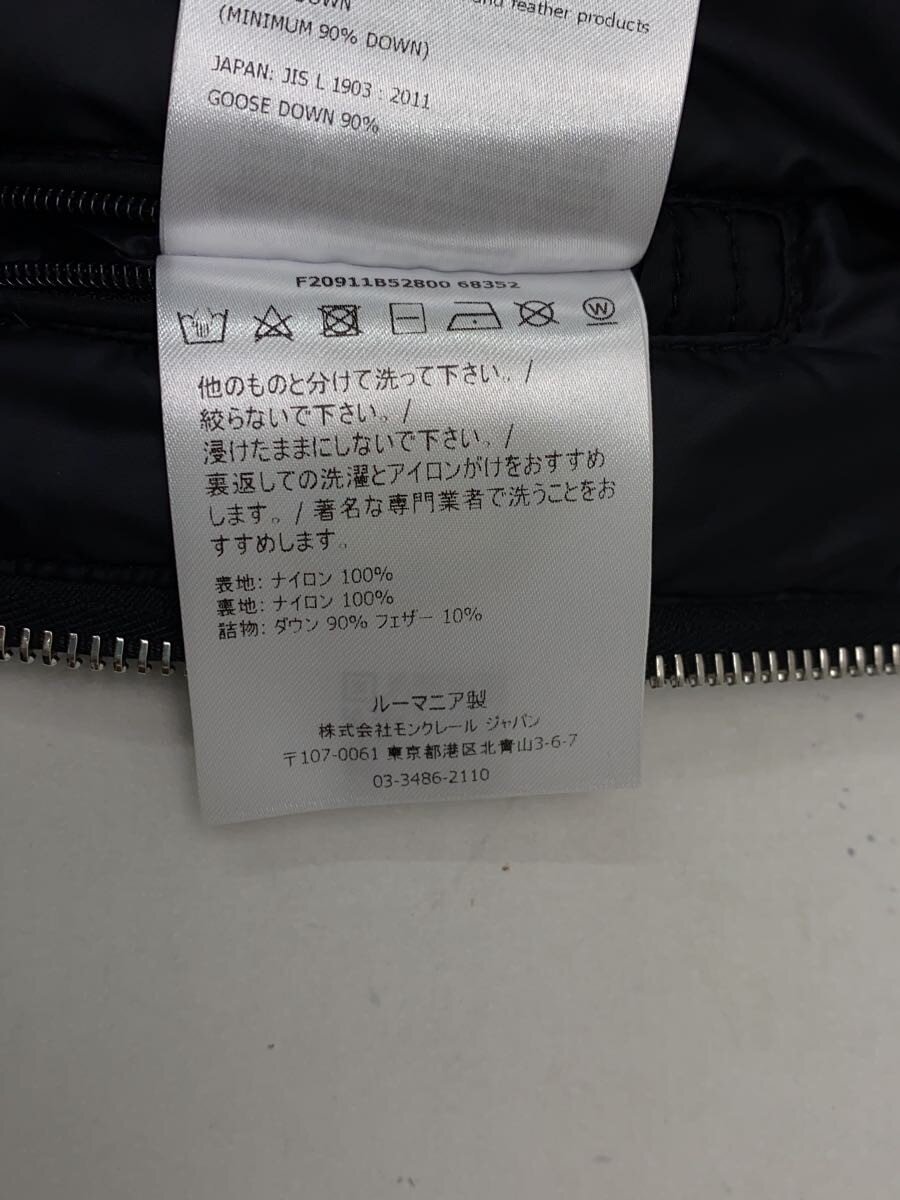 and feather products
DOWN
(MINIMUM 90% DOWN)
JAPAN: JIS L 1903 : 2011
GOOSE DOWN 90%
F20911B52800 68352
W
他のものと分けて洗って下さい。/
絞らないで下さい。/
浸けたままにしないで下さい。/
裏返しての洗濯とアイロンがけをおすすめ
します。/ 著名な専門業者で洗うことをお
すすめします。
表地: ナイロン 100%
裏地: ナイロン 100%
詰物: ダウン 90% フェザー 10%
ルーマニア製
株式会社モンクレール ジャパン
〒107-0061 東京都港区北青山3-6-7
03-3486-2110